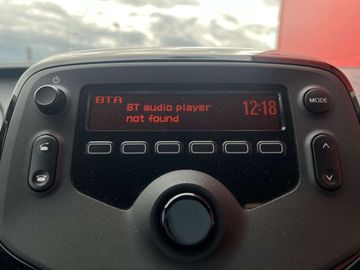 BTA
BT audio player
not found
12:18
MODE